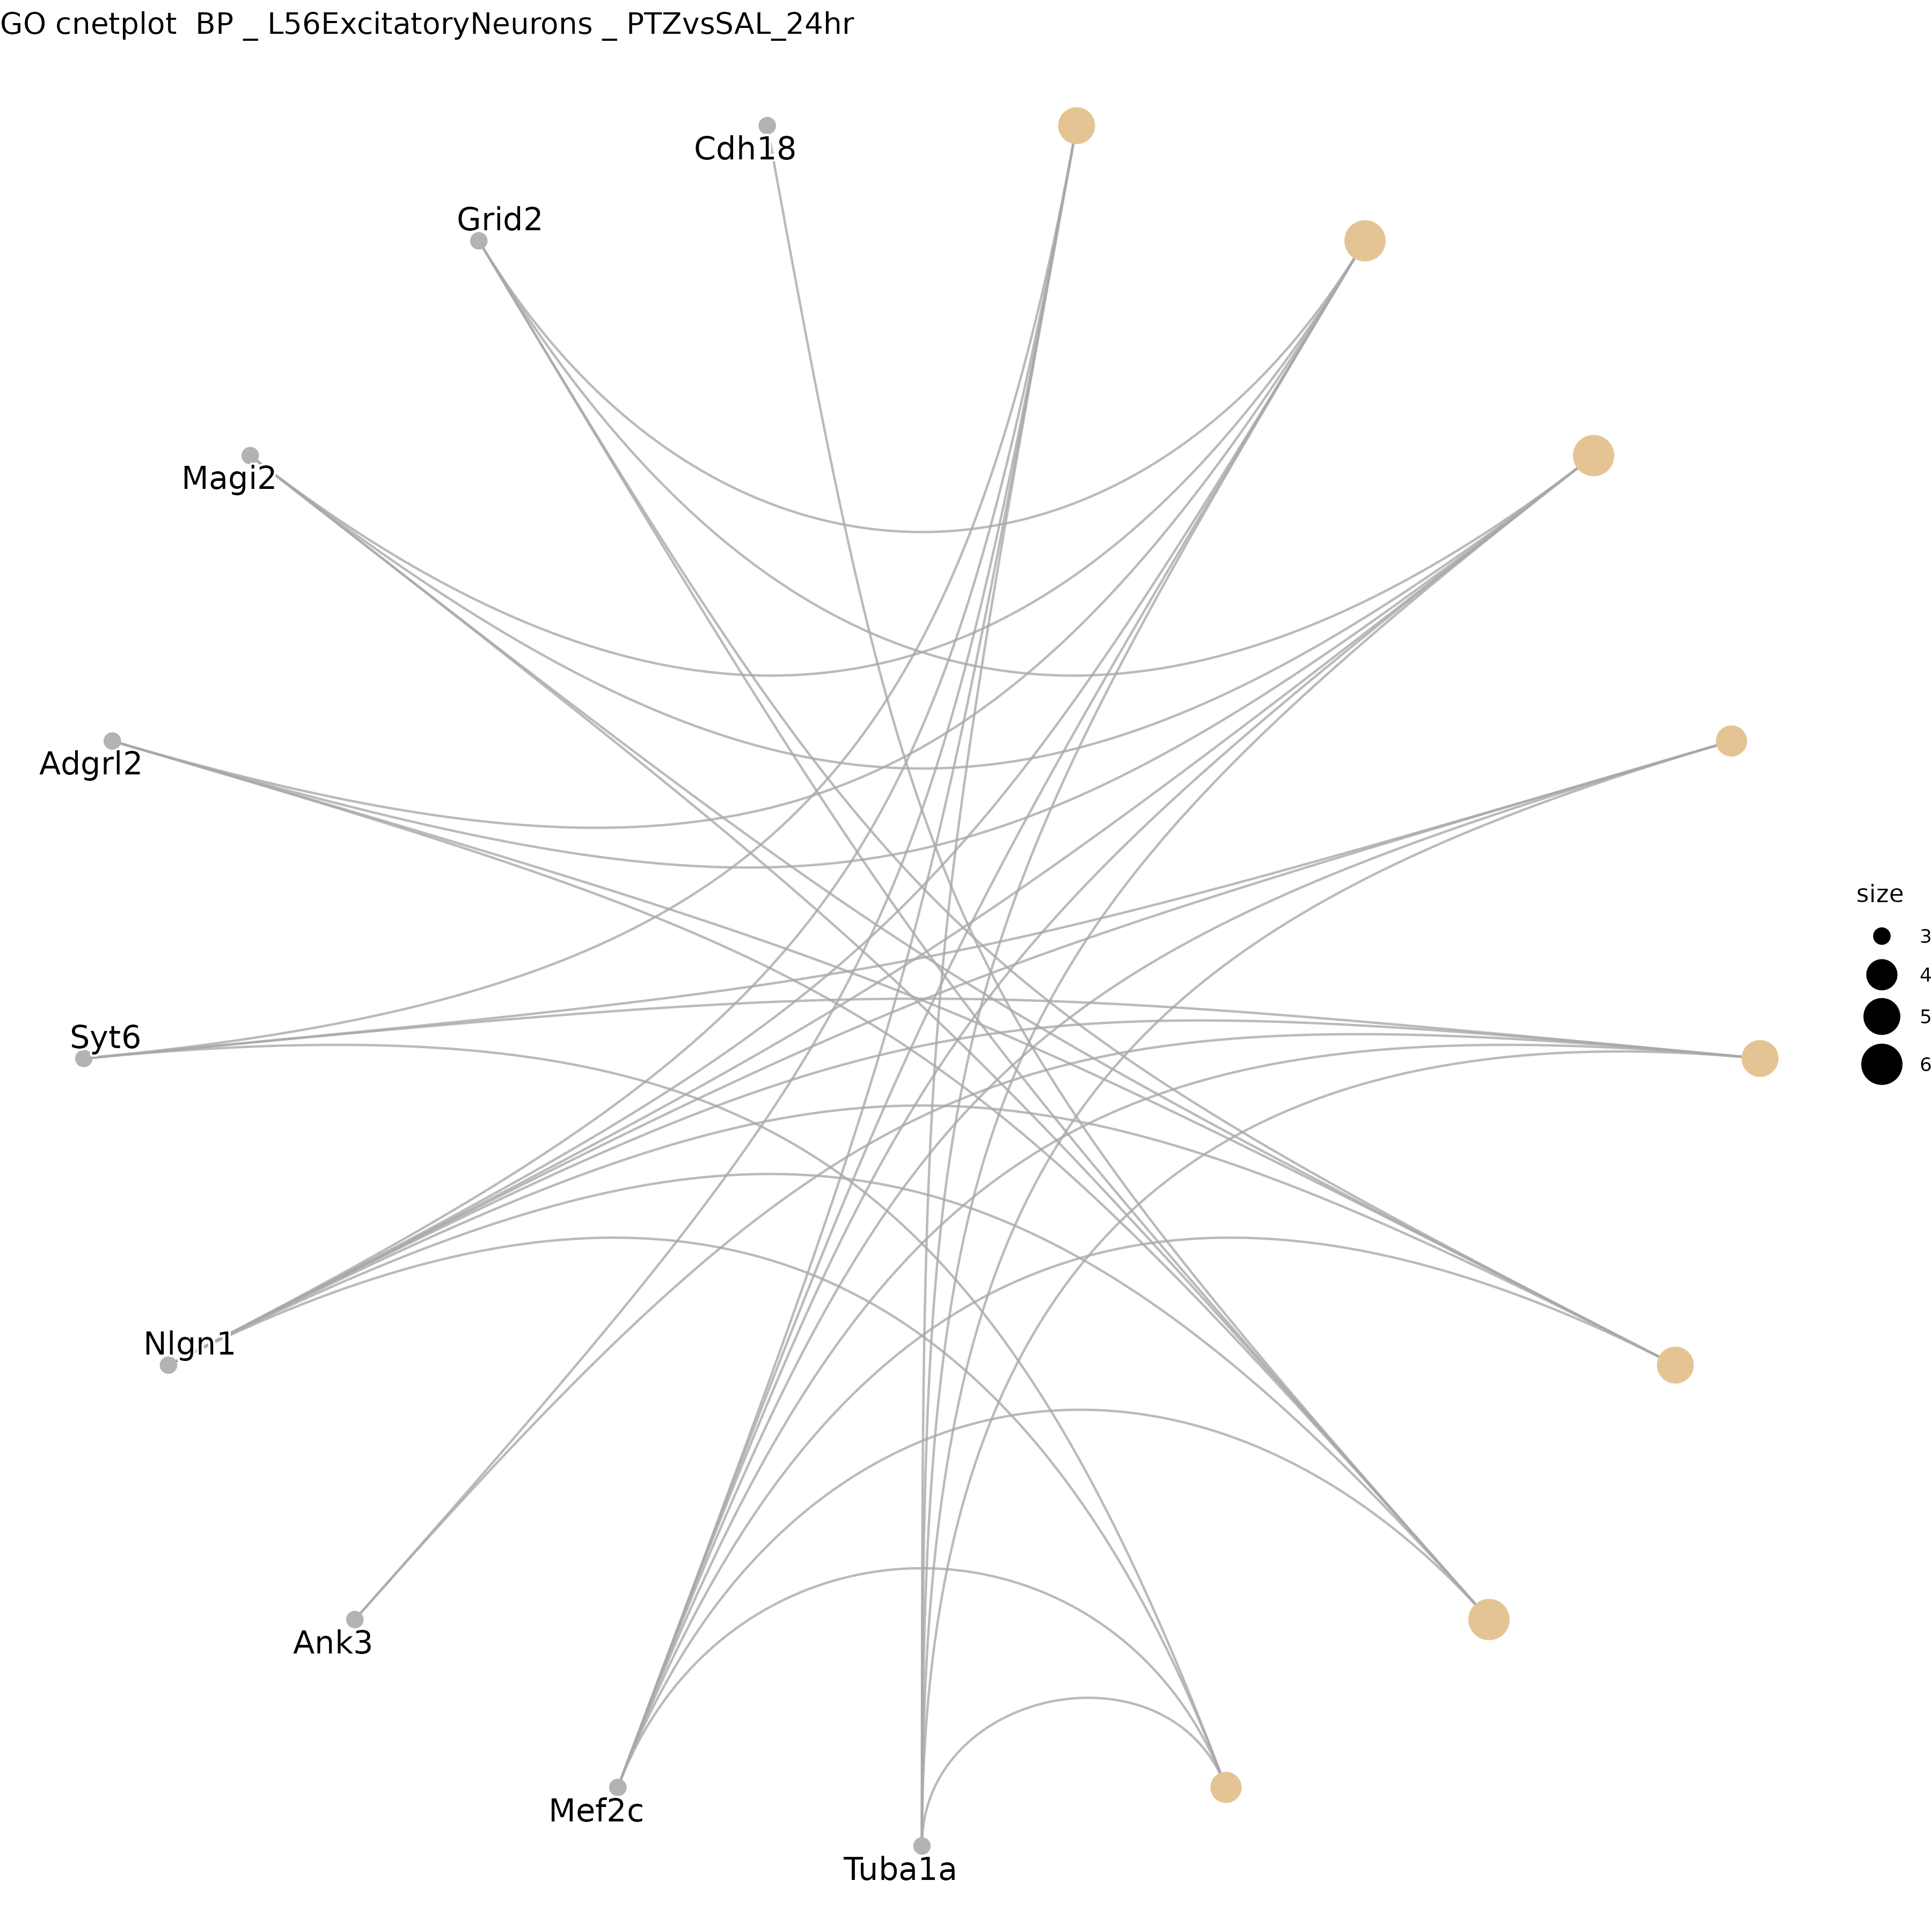 GO cnetplot  BP _ L56ExcitatoryNeurons _ PTZvsSAL_24hr
Cdh18
Grid2
Magi2
Adgrl2
size
3
4
5
6
Syt6
Nlgn1
Ank3
Mef2c
Tuba1a